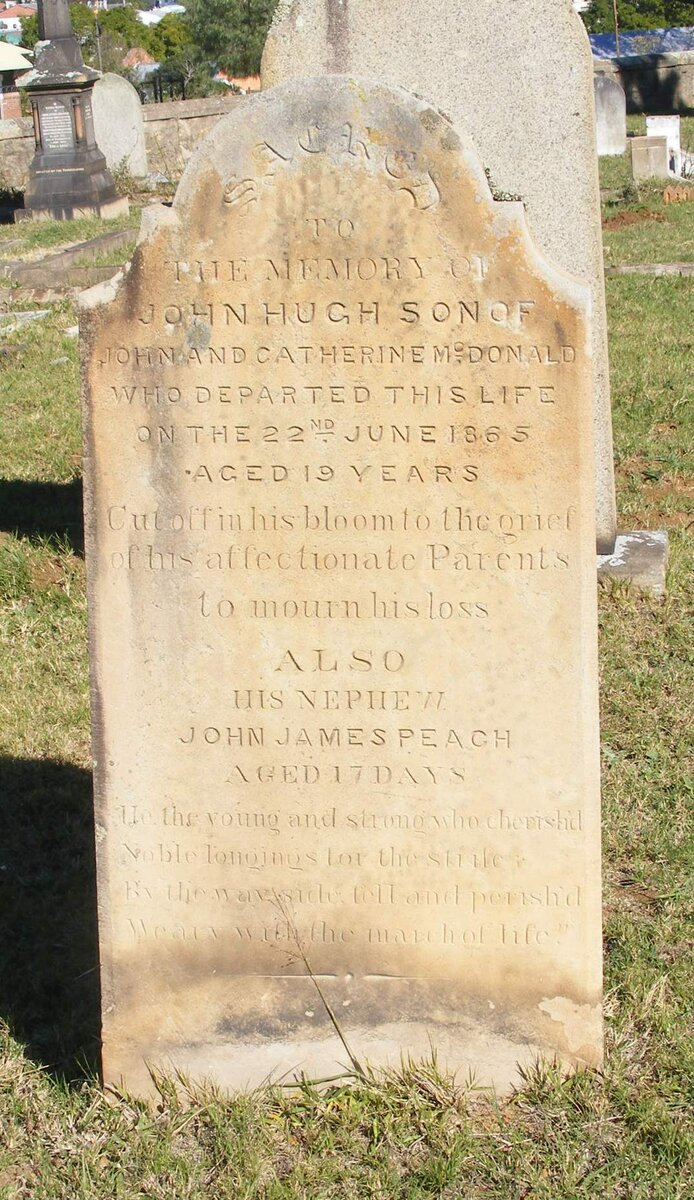 SACRED
TO
THE MEMORY OF
JOHN HUGH SON OF
JOHN AND CATHERINE McDONALD
WHO DEPARTED THIS LIFE
ON THE 22ND JUNE 1865
AGED 19 YEARS
Cut off in his bloom to the grief
of his affectionate Parents
to mourn his loss
ALSO
HIS NEPHEW
JOHN JAMES PEACH
AGED 17 DAYS
He, the young and strong who cherish'd
Noble longings for the strife
By the way side fell and perish'd
Weary with the march of life."